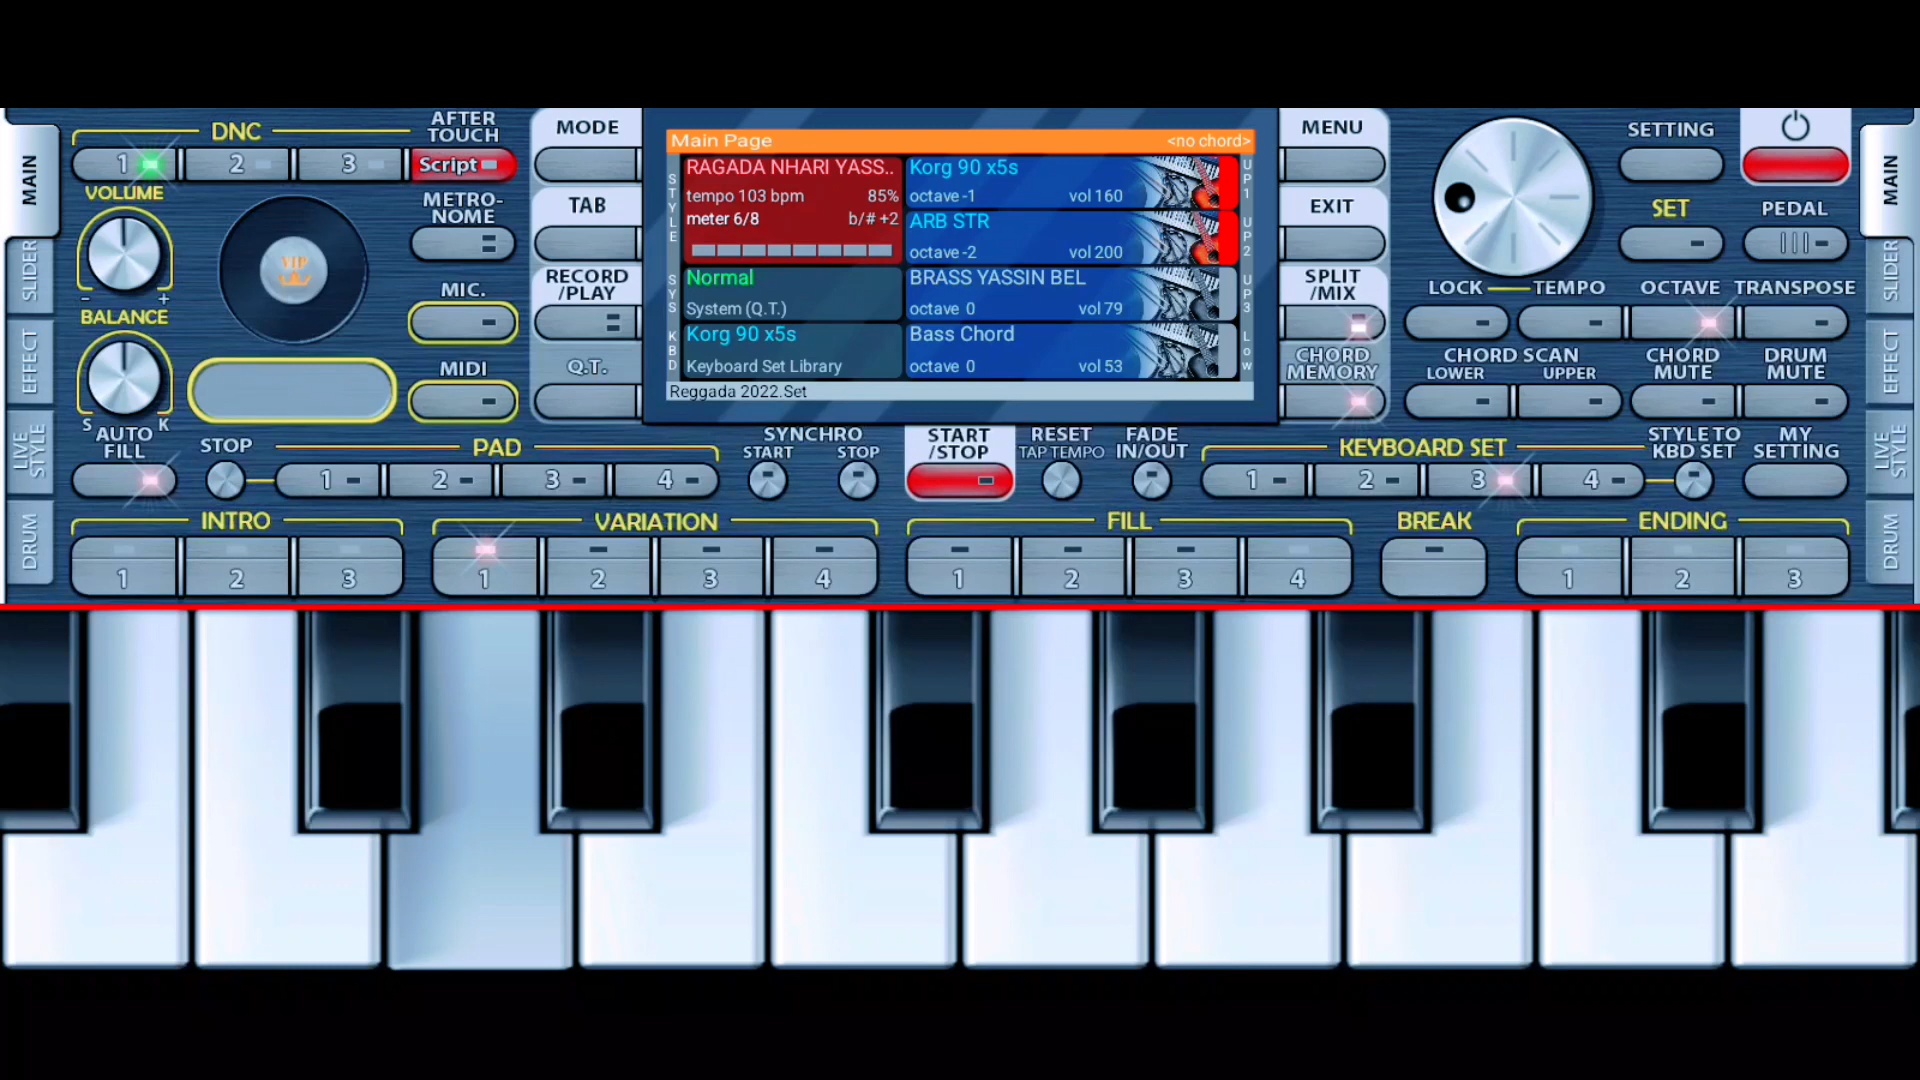 MAIN
SLIDER
EFFECT
LIVE STYLE
DRUM
DNC
1
2
3
AFTER TOUCH
Script
VOLUME
- +
BALANCE
S K
METRO-NOME
MIC.
MIDI
VIP
MODE
TAB
RECORD /PLAY
Q.T.
Main Page <no chord>
STYLE
RAGADA NHARI YASS..
tempo 103 bpm 85%
meter 6/8 b/# +2
SYS
Normal
System (Q.T.)
KBD
Korg 90 x5s
Keyboard Set Library
Korg 90 x5s
octave -1 vol 160
UP1
ARB STR
octave -2 vol 200
UP2
BRASS YASSIN BEL
octave 0 vol 79
UP3
Bass Chord
octave 0 vol 53
Low
Reggada 2022.Set
MENU
EXIT
SPLIT /MIX
CHORD MEMORY
SETTING
SET
PEDAL
LOCK TEMPO
OCTAVE
TRANSPOSE
CHORD SCAN
LOWER UPPER
CHORD MUTE
DRUM MUTE
MAIN
SLIDER
EFFECT
LIVE STYLE
DRUM
AUTO FILL
STOP
PAD
1
2
3
4
SYNCHRO
START STOP
START /STOP
RESET
TAP TEMPO
FADE IN/OUT
KEYBOARD SET
1
2
3
4
STYLE TO KBD SET
MY SETTING
INTRO
1
2
3
VARIATION
1
2
3
4
FILL
1
2
3
4
BREAK
ENDING
1
2
3